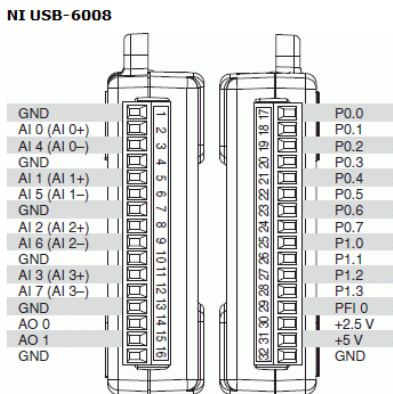 NI USB-6008
GND 1 17 P0.0
AI 0 (AI 0+) 2 18 P0.1
AI 4 (AI 0–) 3 19 P0.2
GND 4 20 P0.3
AI 1 (AI 1+) 5 21 P0.4
AI 5 (AI 1–) 6 22 P0.5
GND 7 23 P0.6
AI 2 (AI 2+) 8 24 P0.7
AI 6 (AI 2–) 9 25 P1.0
GND 10 26 P1.1
AI 3 (AI 3+) 11 27 P1.2
AI 7 (AI 3–) 12 28 P1.3
GND 13 29 PFI 0
AO 0 14 30 +2.5 V
AO 1 15 31 +5 V
GND 16 32 GND